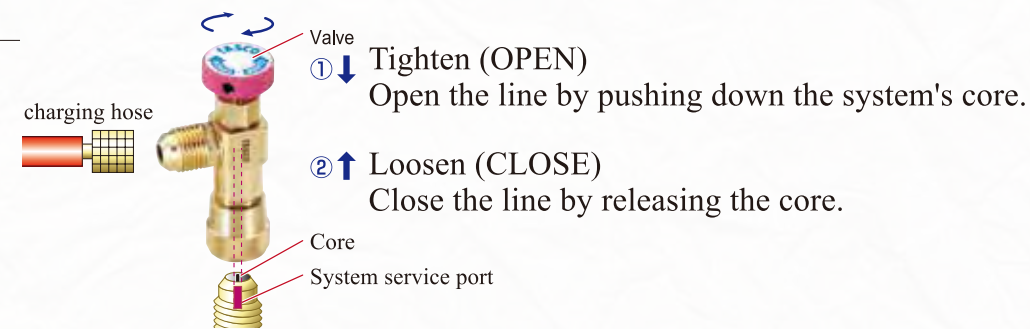 Valve
① ↓ Tighten (OPEN)
Open the line by pushing down the system's core.
charging hose
TASCO
② ↑ Loosen (CLOSE)
Close the line by releasing the core.
Core
System service port